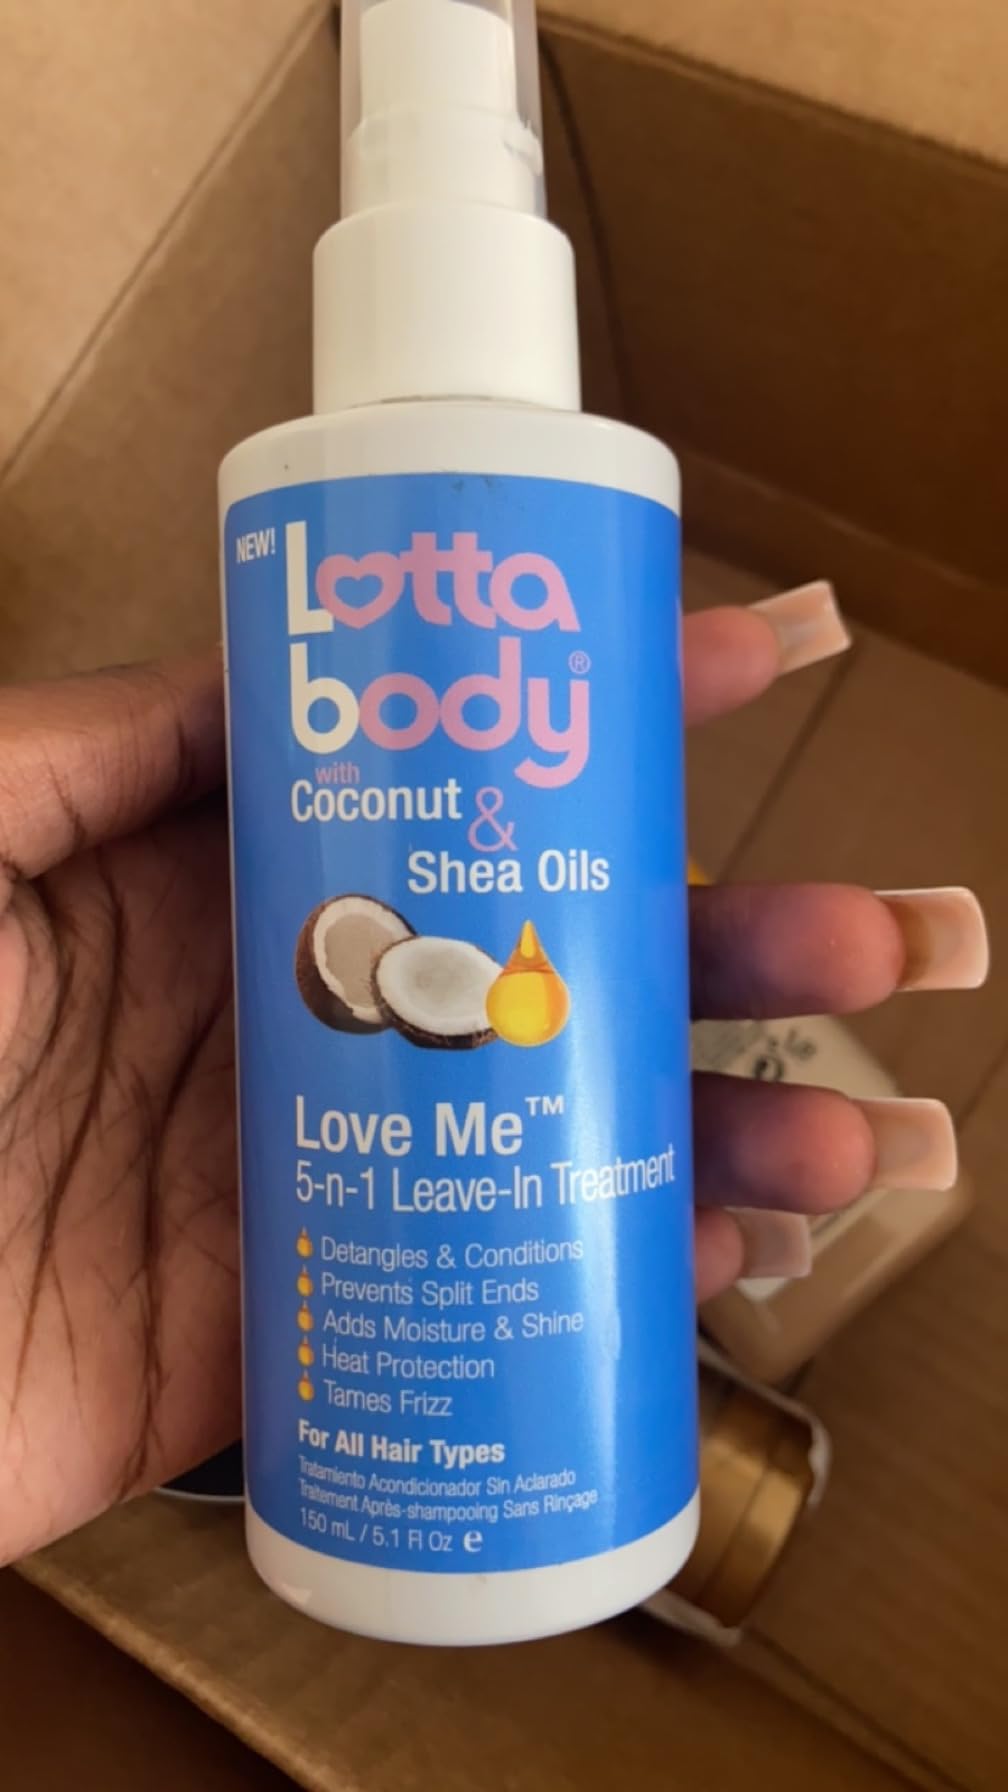 NEW!
Lotta
body®
with
Coconut &
Shea Oils
Love Me™
5-n-1 Leave-In Treatment
Detangles & Conditions
Prevents Split Ends
Adds Moisture & Shine
Heat Protection
Tames Frizz
For All Hair Types
Tratamiento Acondicionador Sin Aclarado
Traitement Après-shampooing Sans Rinçage
150 mL / 5.1 Fl Oz e